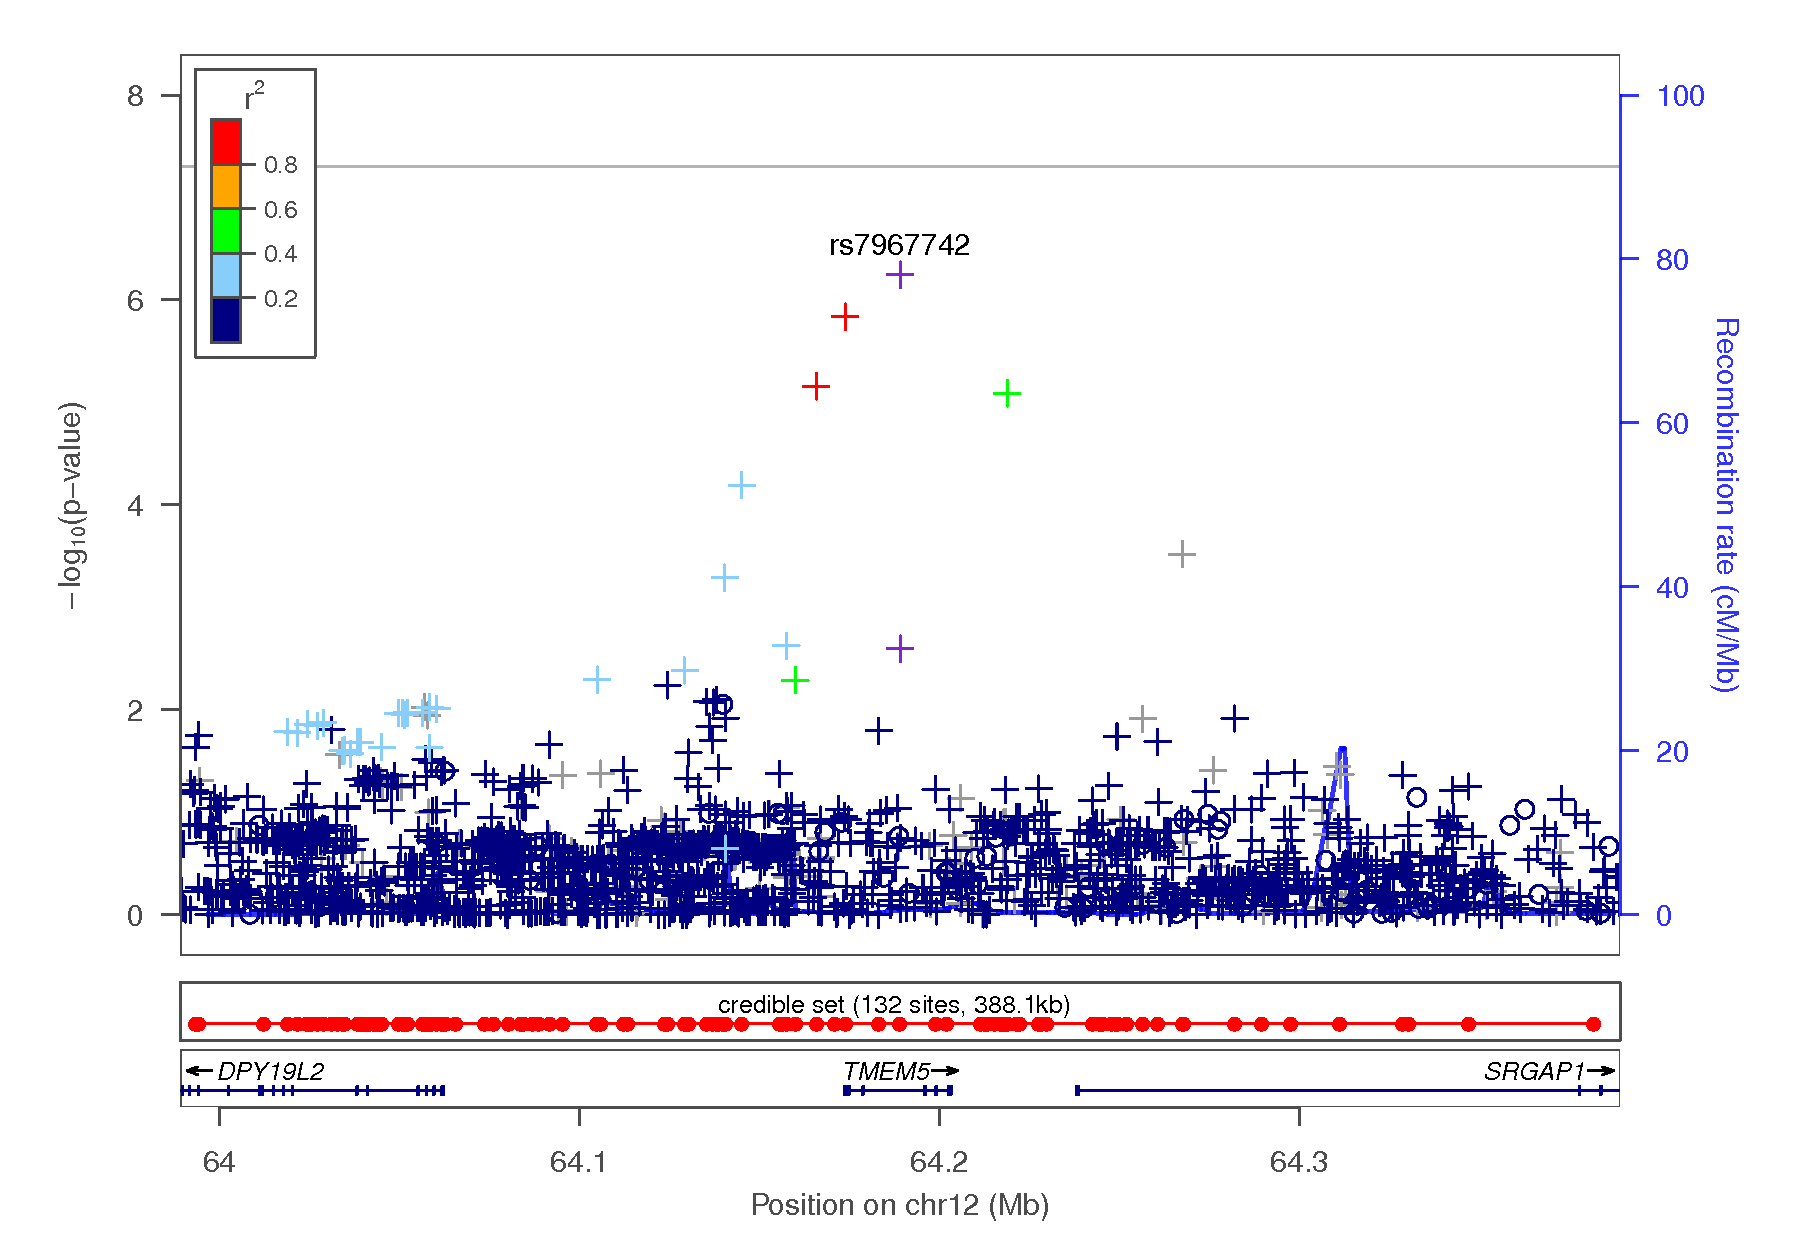 r2
0.8
0.6
0.4
0.2
rs7967742
8
6
4
2
0
−log10(p−value)
100
80
60
40
20
0
Recombination rate (cM/Mb)
credible set (132 sites, 388.1kb)
←DPY19L2
TMEM5→
SRGAP1→
64
64.1
64.2
64.3
Position on chr12 (Mb)